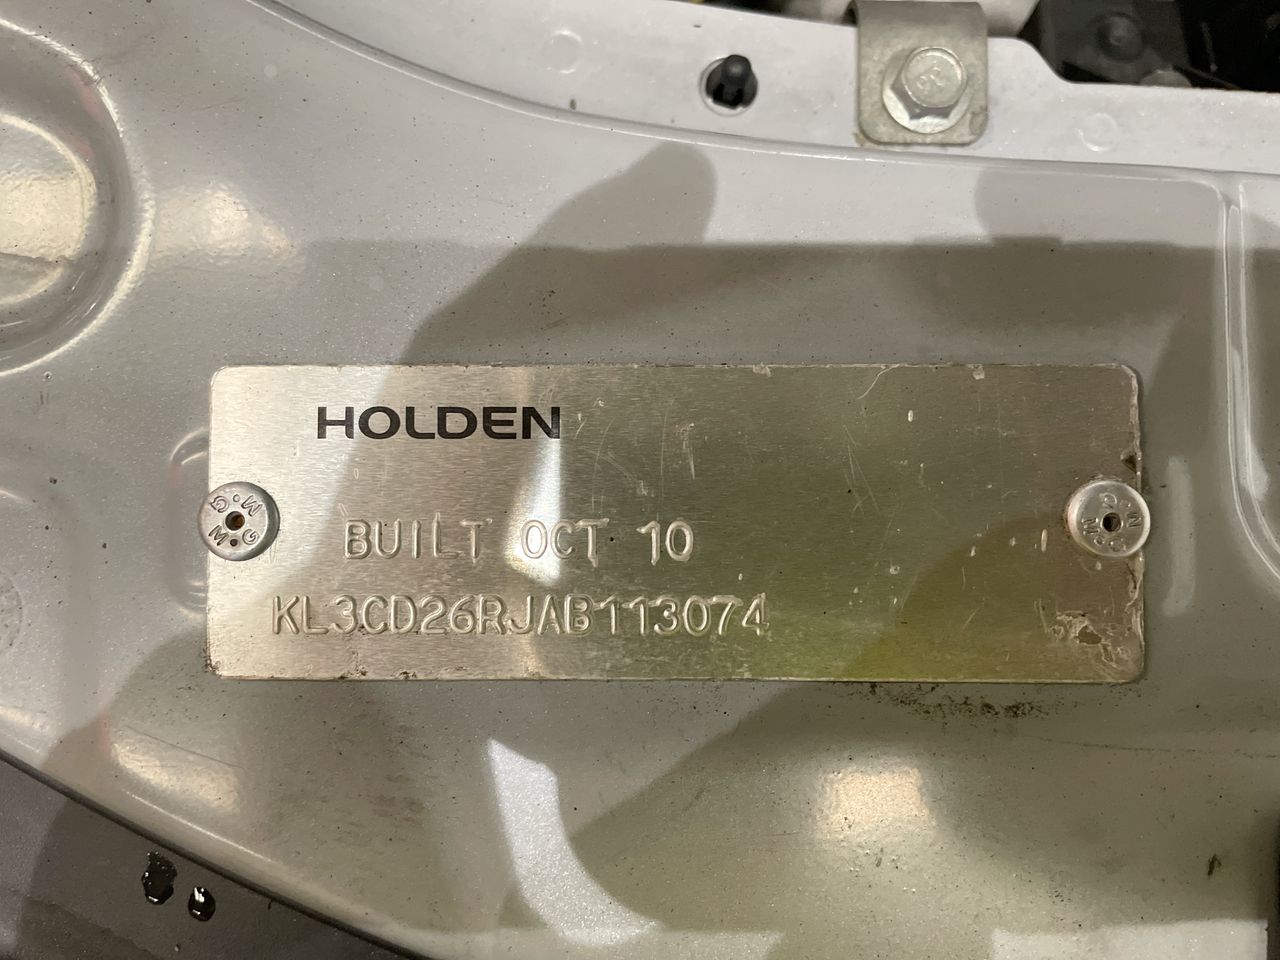 HOLDEN
BUILT OCT 10
KL3CD26RJAB113074
G.M
G.M